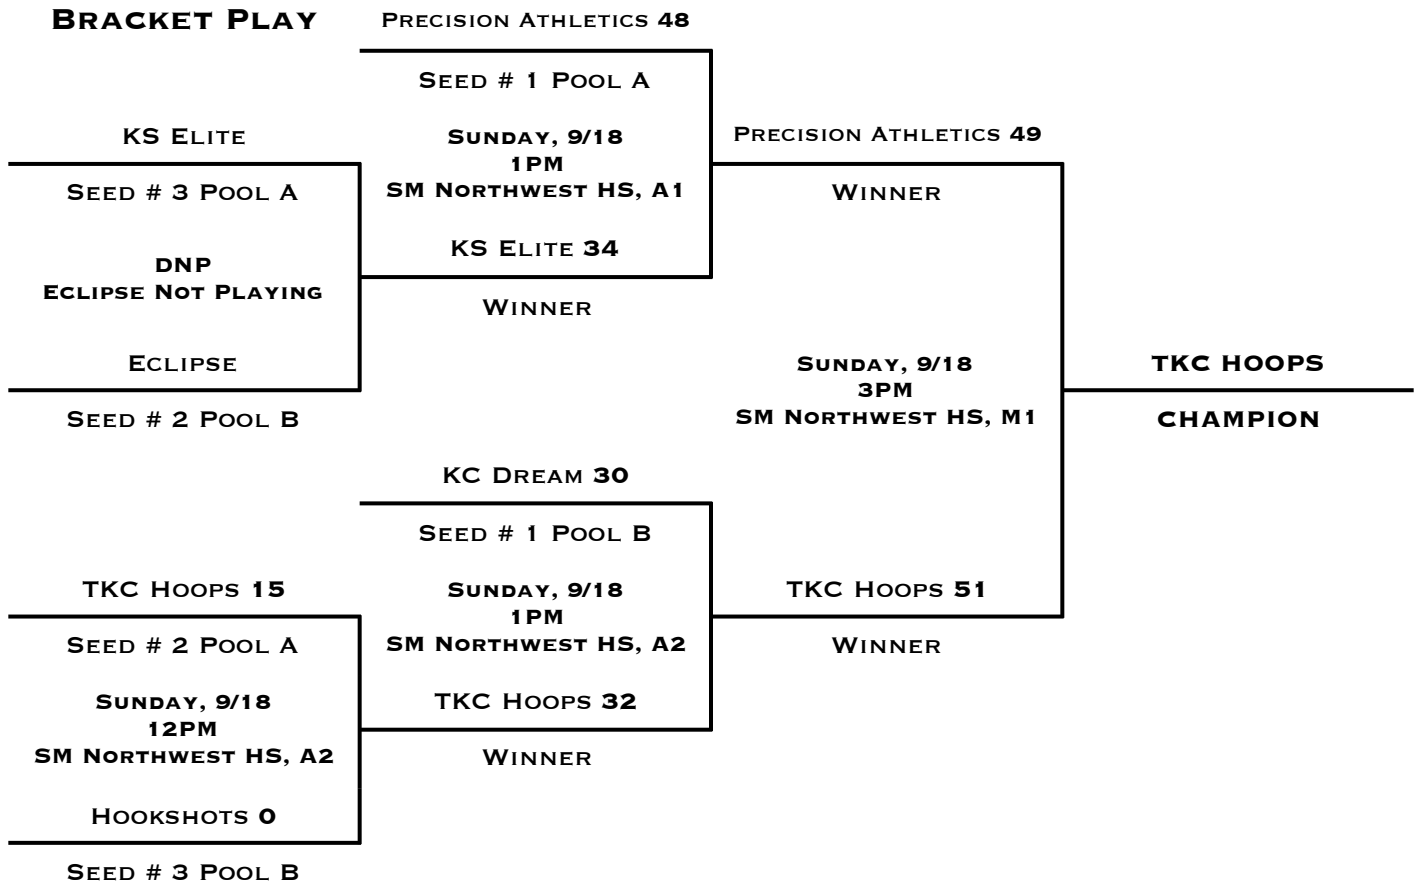 Bracket Play
Precision Athletics 48
Seed # 1 Pool A
KS Elite
Sunday, 9/18
1PM
SM Northwest HS, A1
Precision Athletics 49
Seed # 3 Pool A
Winner
KS Elite 34
DNP
Eclipse Not Playing
Winner
Eclipse
Sunday, 9/18
3PM
SM Northwest HS, M1
TKC HOOPS
Seed # 2 Pool B
CHAMPION
KC Dream 30
Seed # 1 Pool B
TKC Hoops 15
Sunday, 9/18
1PM
SM Northwest HS, A2
TKC Hoops 51
Seed # 2 Pool A
Winner
Sunday, 9/18
12PM
SM Northwest HS, A2
TKC Hoops 32
Winner
Hookshots 0
Seed # 3 Pool B